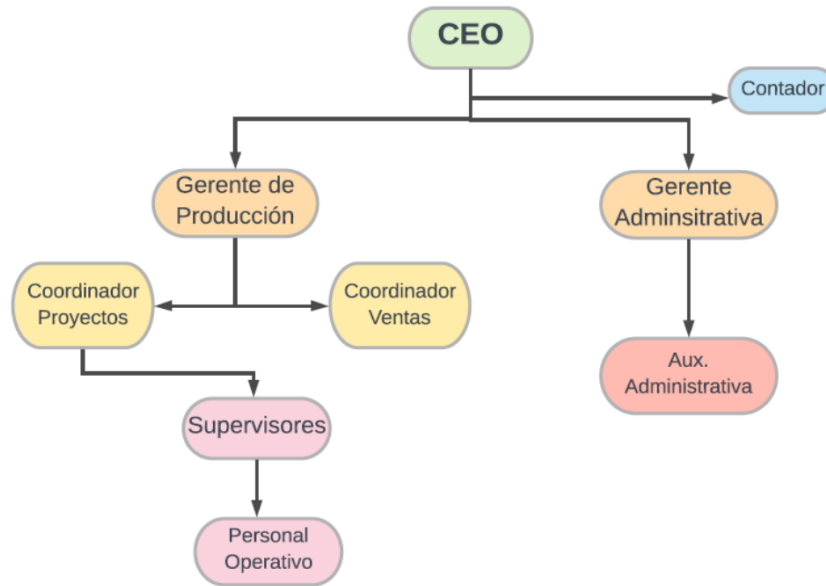 CEO
Contador
Gerente de
Producción
Gerente
Adminsitrativa
Coordinador
Proyectos
Coordinador
Ventas
Aux.
Administrativa
Supervisores
Personal
Operativo